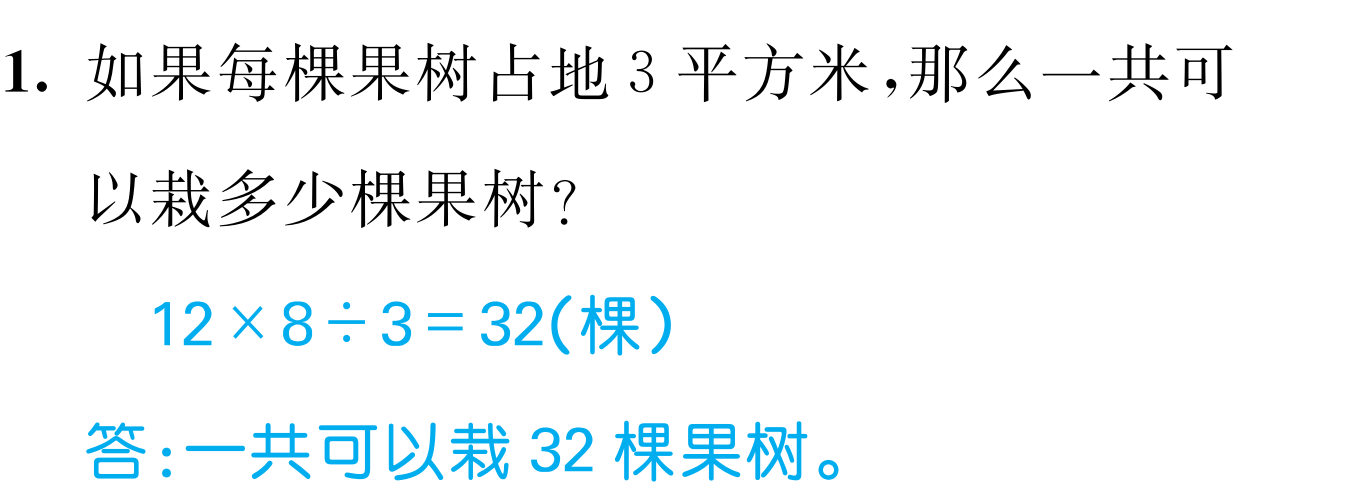 1. 如果每棵果树占地 3 平方米,那么一共可
以栽多少棵果树?
12×8÷3=32(棵)
答:一共可以栽 32 棵果树。